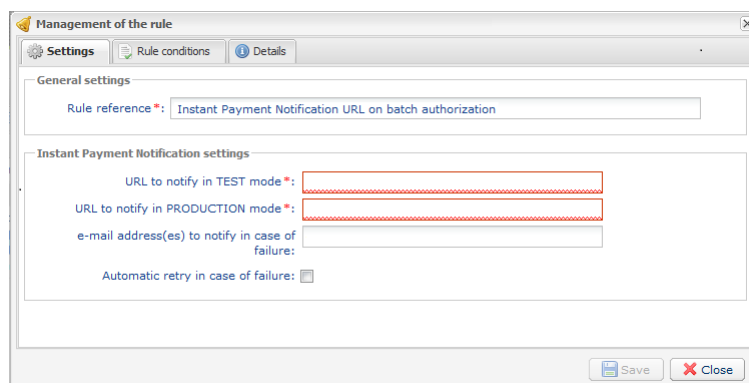 Management of the rule
Settings Rule conditions Details
General settings
Rule reference*: Instant Payment Notification URL on batch authorization
Instant Payment Notification settings
URL to notify in TEST mode*:
URL to notify in PRODUCTION mode*:
e-mail address(es) to notify in case of
failure:
Automatic retry in case of failure:
Save Close